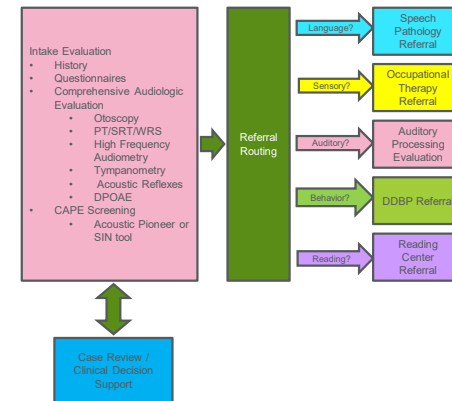 Intake Evaluation
• History
• Questionnaires
• Comprehensive Audiologic
Evaluation
• Otoscopy
• PT/SRT/WRS
• High Frequency
Audiometry
• Tympanometry
• Acoustic Reflexes
• DPOAE
• CAPE Screening
• Acoustic Pioneer or
SIN tool
Case Review /
Clinical Decision
Support
Referral
Routing
Language?
Speech
Pathology
Referral
Sensory?
Occupational
Therapy
Referral
Auditory?
Auditory
Processing
Evaluation
Behavior?
DDBP Referral
Reading?
Reading
Center
Referral